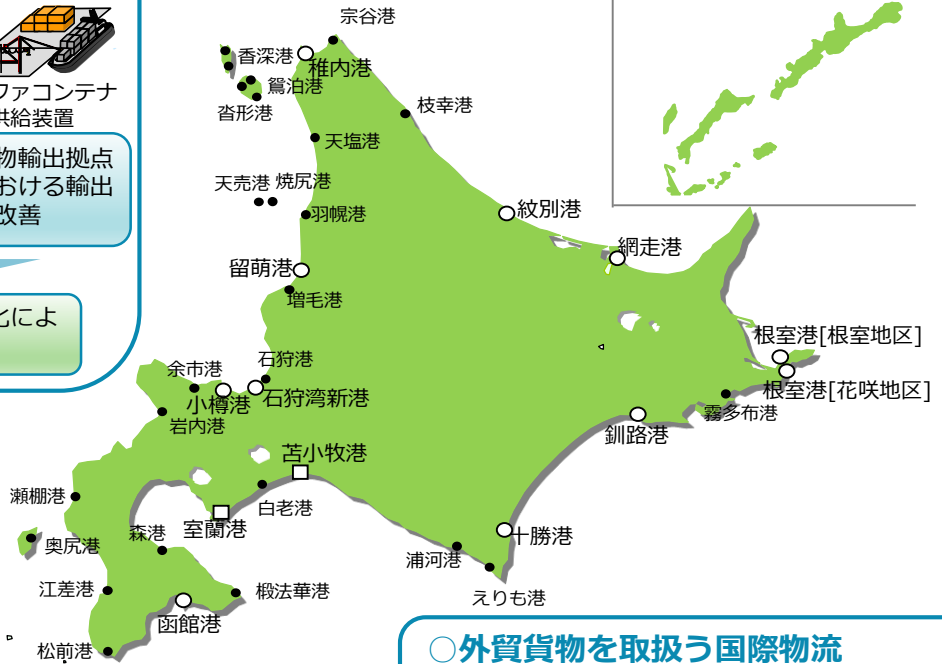 ファコンテナ
供給装置
物輸出拠点
おける輸出
改善
化によ
宗谷港
香深港
稚内港
鴛泊港
沓形港
枝幸港
天塩港
天売港
焼尻港
羽幌港
紋別港
網走港
留萌港
増毛港
石狩港
余市港
小樽港
石狩湾新港
岩内港
根室港[根室地区]
根室港[花咲地区]
霧多布港
釧路港
苫小牧港
白老港
室蘭港
瀬棚港
奥尻港
森港
十勝港
浦河港
えりも港
江差港
椴法華港
函館港
松前港
○外貿貨物を取扱う国際物流